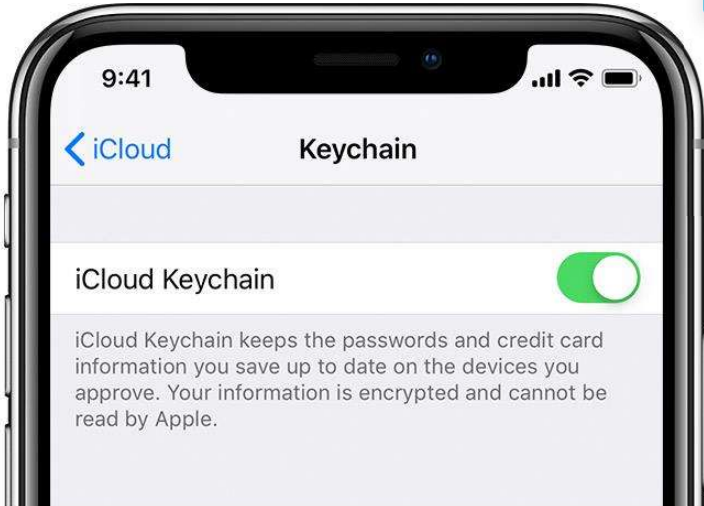 9:41
iCloud
Keychain
iCloud Keychain
iCloud Keychain keeps the passwords and credit card
information you save up to date on the devices you
approve. Your information is encrypted and cannot be
read by Apple.